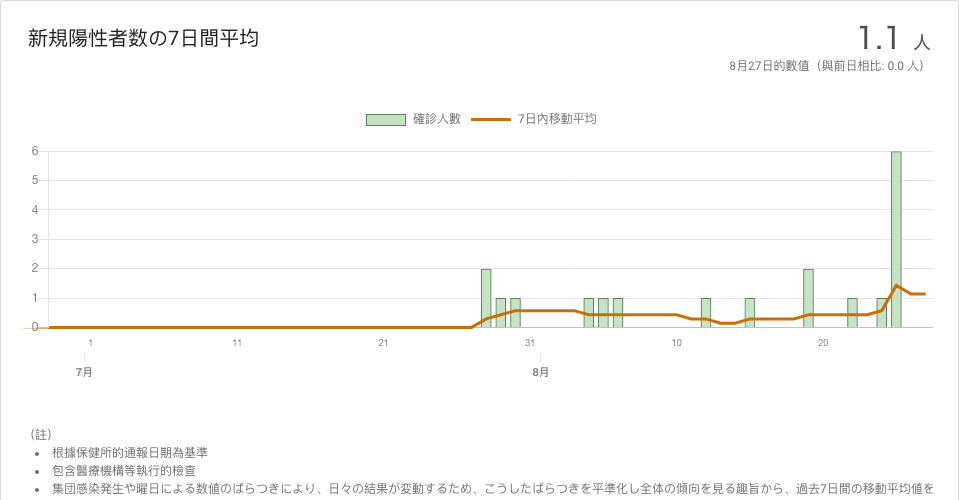 新規陽性者数の7日間平均
1.1 人
8月27日的數值（與前日相比: 0.0 人）
確診人數 7日內移動平均
6
5
4
3
2
1
0
1 11 21 31 10 20
7月 8月
（註）
• 根據保健所的通報日期為基準
• 包含醫療機構等執行的檢查
• 集団感染発生や曜日による数値のばらつきにより、日々の結果が変動するため、こうしたばらつきを平準化し全体の傾向を見る趣旨から、過去7日間の移動平均値を